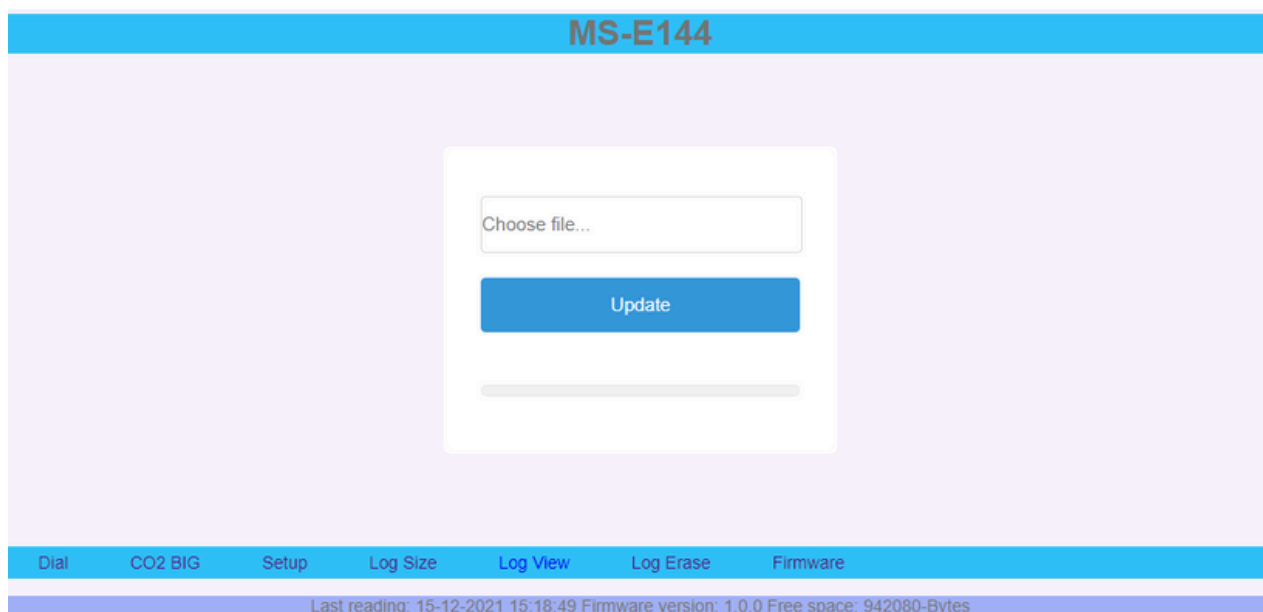 MS-E144
Choose file...
Update
Dial CO2 BIG Setup Log Size Log View Log Erase Firmware
Last reading: 15-12-2021 15:18:49 Firmware version: 1.0.0 Free space: 942080-Bytes